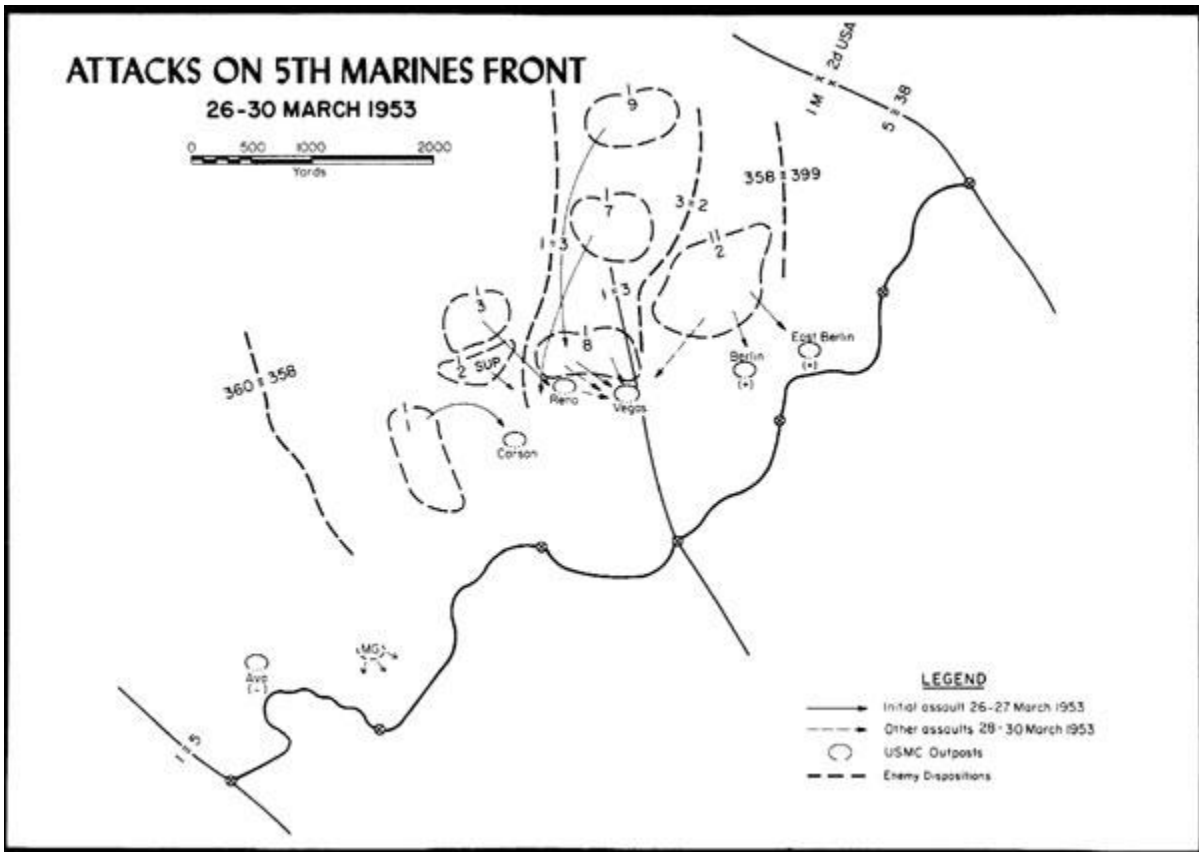 ATTACKS ON 5TH MARINES FRONT
26-30 MARCH 1953
0 500 1000 2000
Yards
1 M x x 2d USA
5 38
1
9
1
7
358 399
3 2
1 3
II
2
1
3
1 3
1
8
1
2 SUP
East Berlin
(+)
Berlin
(+)
360 358
Reno
Vegas
1
1
Carson
MG
Ava
(-)
1 5
LEGEND
Initial assault 26-27 March 1953
Other assaults 28-30 March 1953
USMC Outposts
Enemy Dispositions